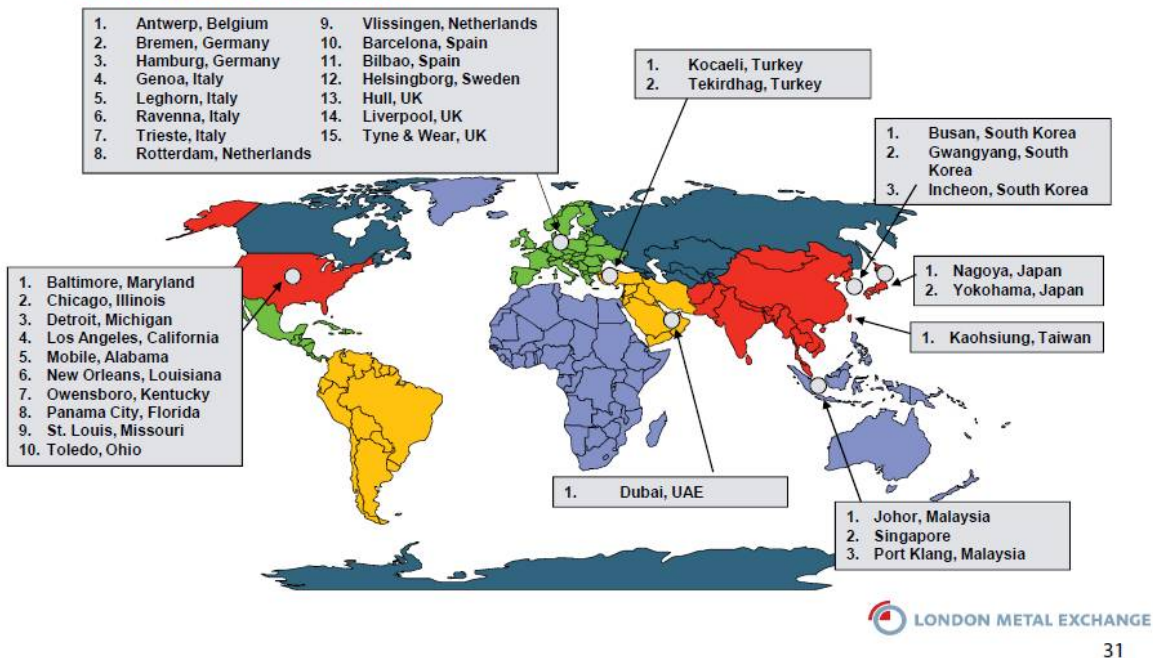 1. Antwerp, Belgium
2. Bremen, Germany
3. Hamburg, Germany
4. Genoa, Italy
5. Leghorn, Italy
6. Ravenna, Italy
7. Trieste, Italy
8. Rotterdam, Netherlands
9. Vlissingen, Netherlands
10. Barcelona, Spain
11. Bilbao, Spain
12. Helsingborg, Sweden
13. Hull, UK
14. Liverpool, UK
15. Tyne & Wear, UK
1. Kocaeli, Turkey
2. Tekirdhag, Turkey
1. Busan, South Korea
2. Gwangyang, South
Korea
3. Incheon, South Korea
1. Baltimore, Maryland
2. Chicago, Illinois
3. Detroit, Michigan
4. Los Angeles, California
5. Mobile, Alabama
6. New Orleans, Louisiana
7. Owensboro, Kentucky
8. Panama City, Florida
9. St. Louis, Missouri
10. Toledo, Ohio
1. Nagoya, Japan
2. Yokohama, Japan
1. Kaohsiung, Taiwan
1. Dubai, UAE
1. Johor, Malaysia
2. Singapore
3. Port Klang, Malaysia
LONDON METAL EXCHANGE
31